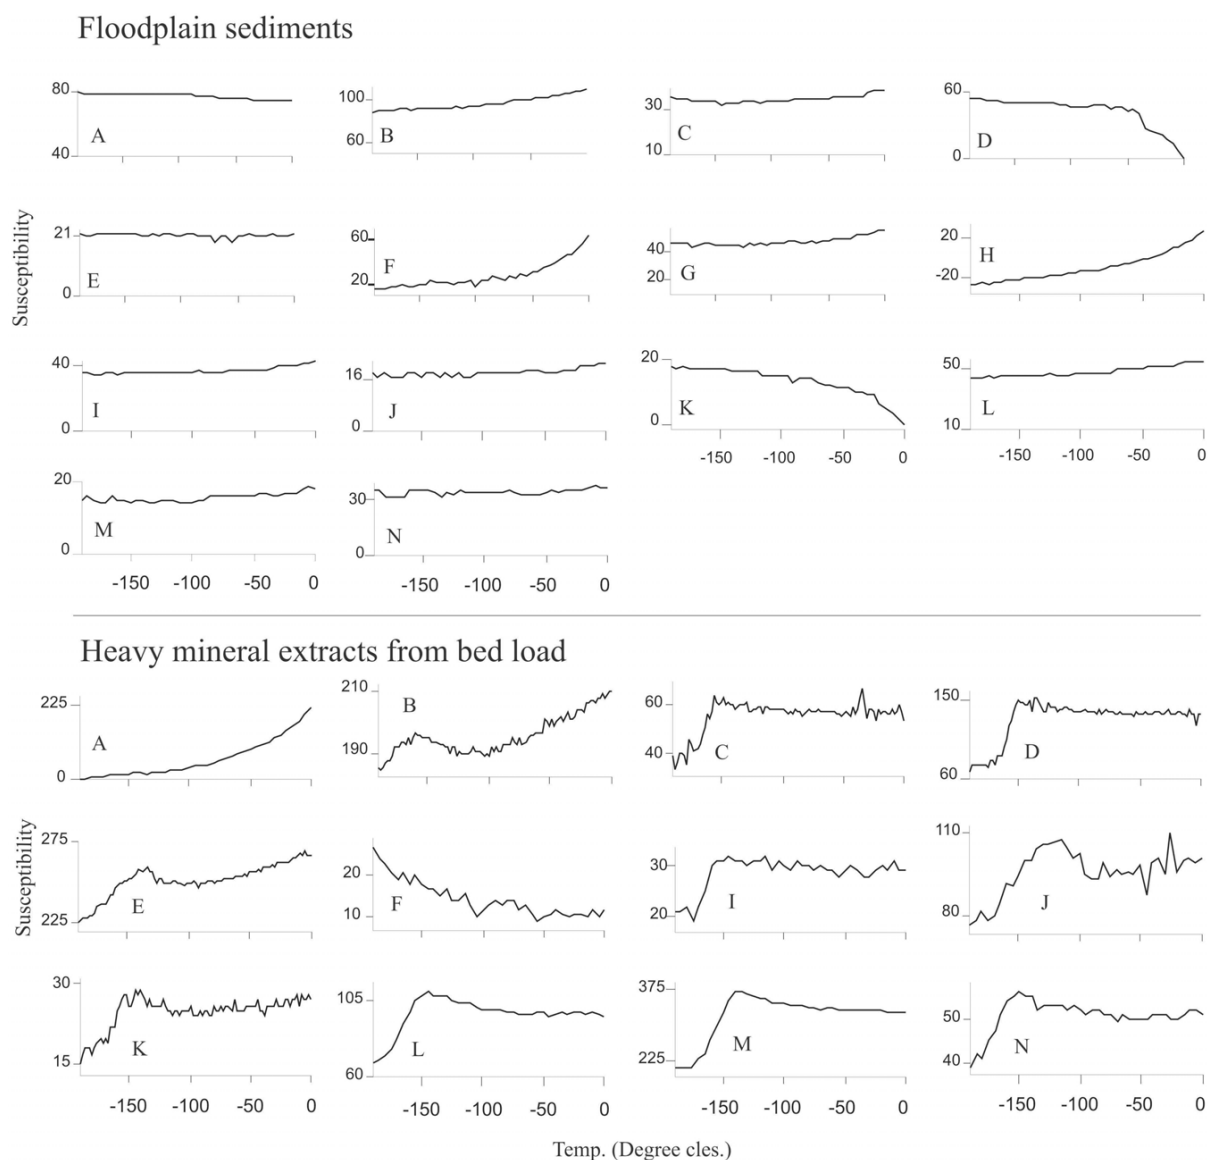 Floodplain sediments
80
40
A
100
60
B
30
10
C
60
0
D
Susceptibility
21
0
E
60
20
F
40
20
G
20
-20
H
40
0
I
16
0
J
20
0
K
-150 -100 -50 0
50
10
L
-150 -100 -50 0
20
0
M
-150 -100 -50 0
30
0
N
-150 -100 -50 0
Heavy mineral extracts from bed load
225
0
A
210
190
B
60
40
C
150
60
D
Susceptibility
275
225
E
20
10
F
30
20
I
110
80
J
30
15
K
-150 -100 -50 0
105
60
L
-150 -100 -50 0
375
225
M
-150 -100 -50 0
50
40
N
-150 -100 -50 0
Temp. (Degree cles.)